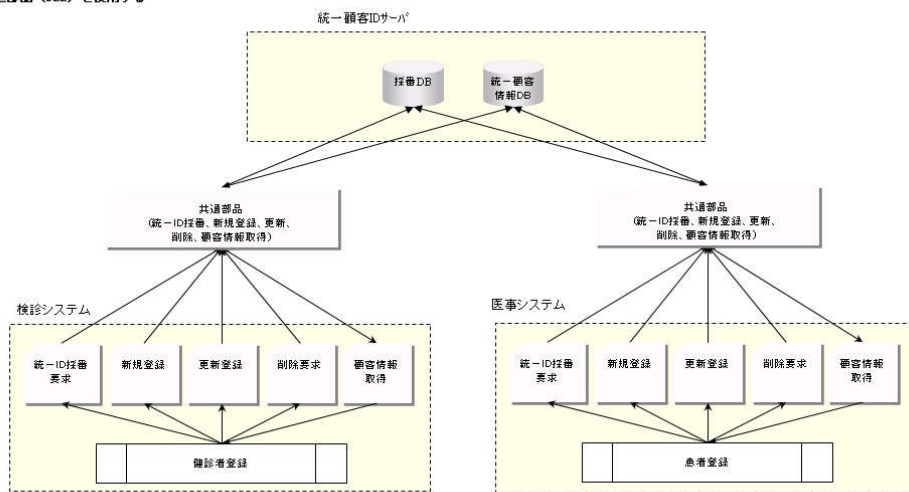 を使用する
統一顧客IDサーバ
採番DB
統一顧客
情報DB
共通部品
(統一ID採番、新規登録、更新、
削除、顧客情報取得)
共通部品
(統一ID採番、新規登録、更新、
削除、顧客情報取得)
検診システム
医事システム
統一ID採番
要求
新規登録
更新登録
削除要求
顧客情報
取得
統一ID採番
要求
新規登録
更新登録
削除要求
顧客情報
取得
健診者登録
患者登録